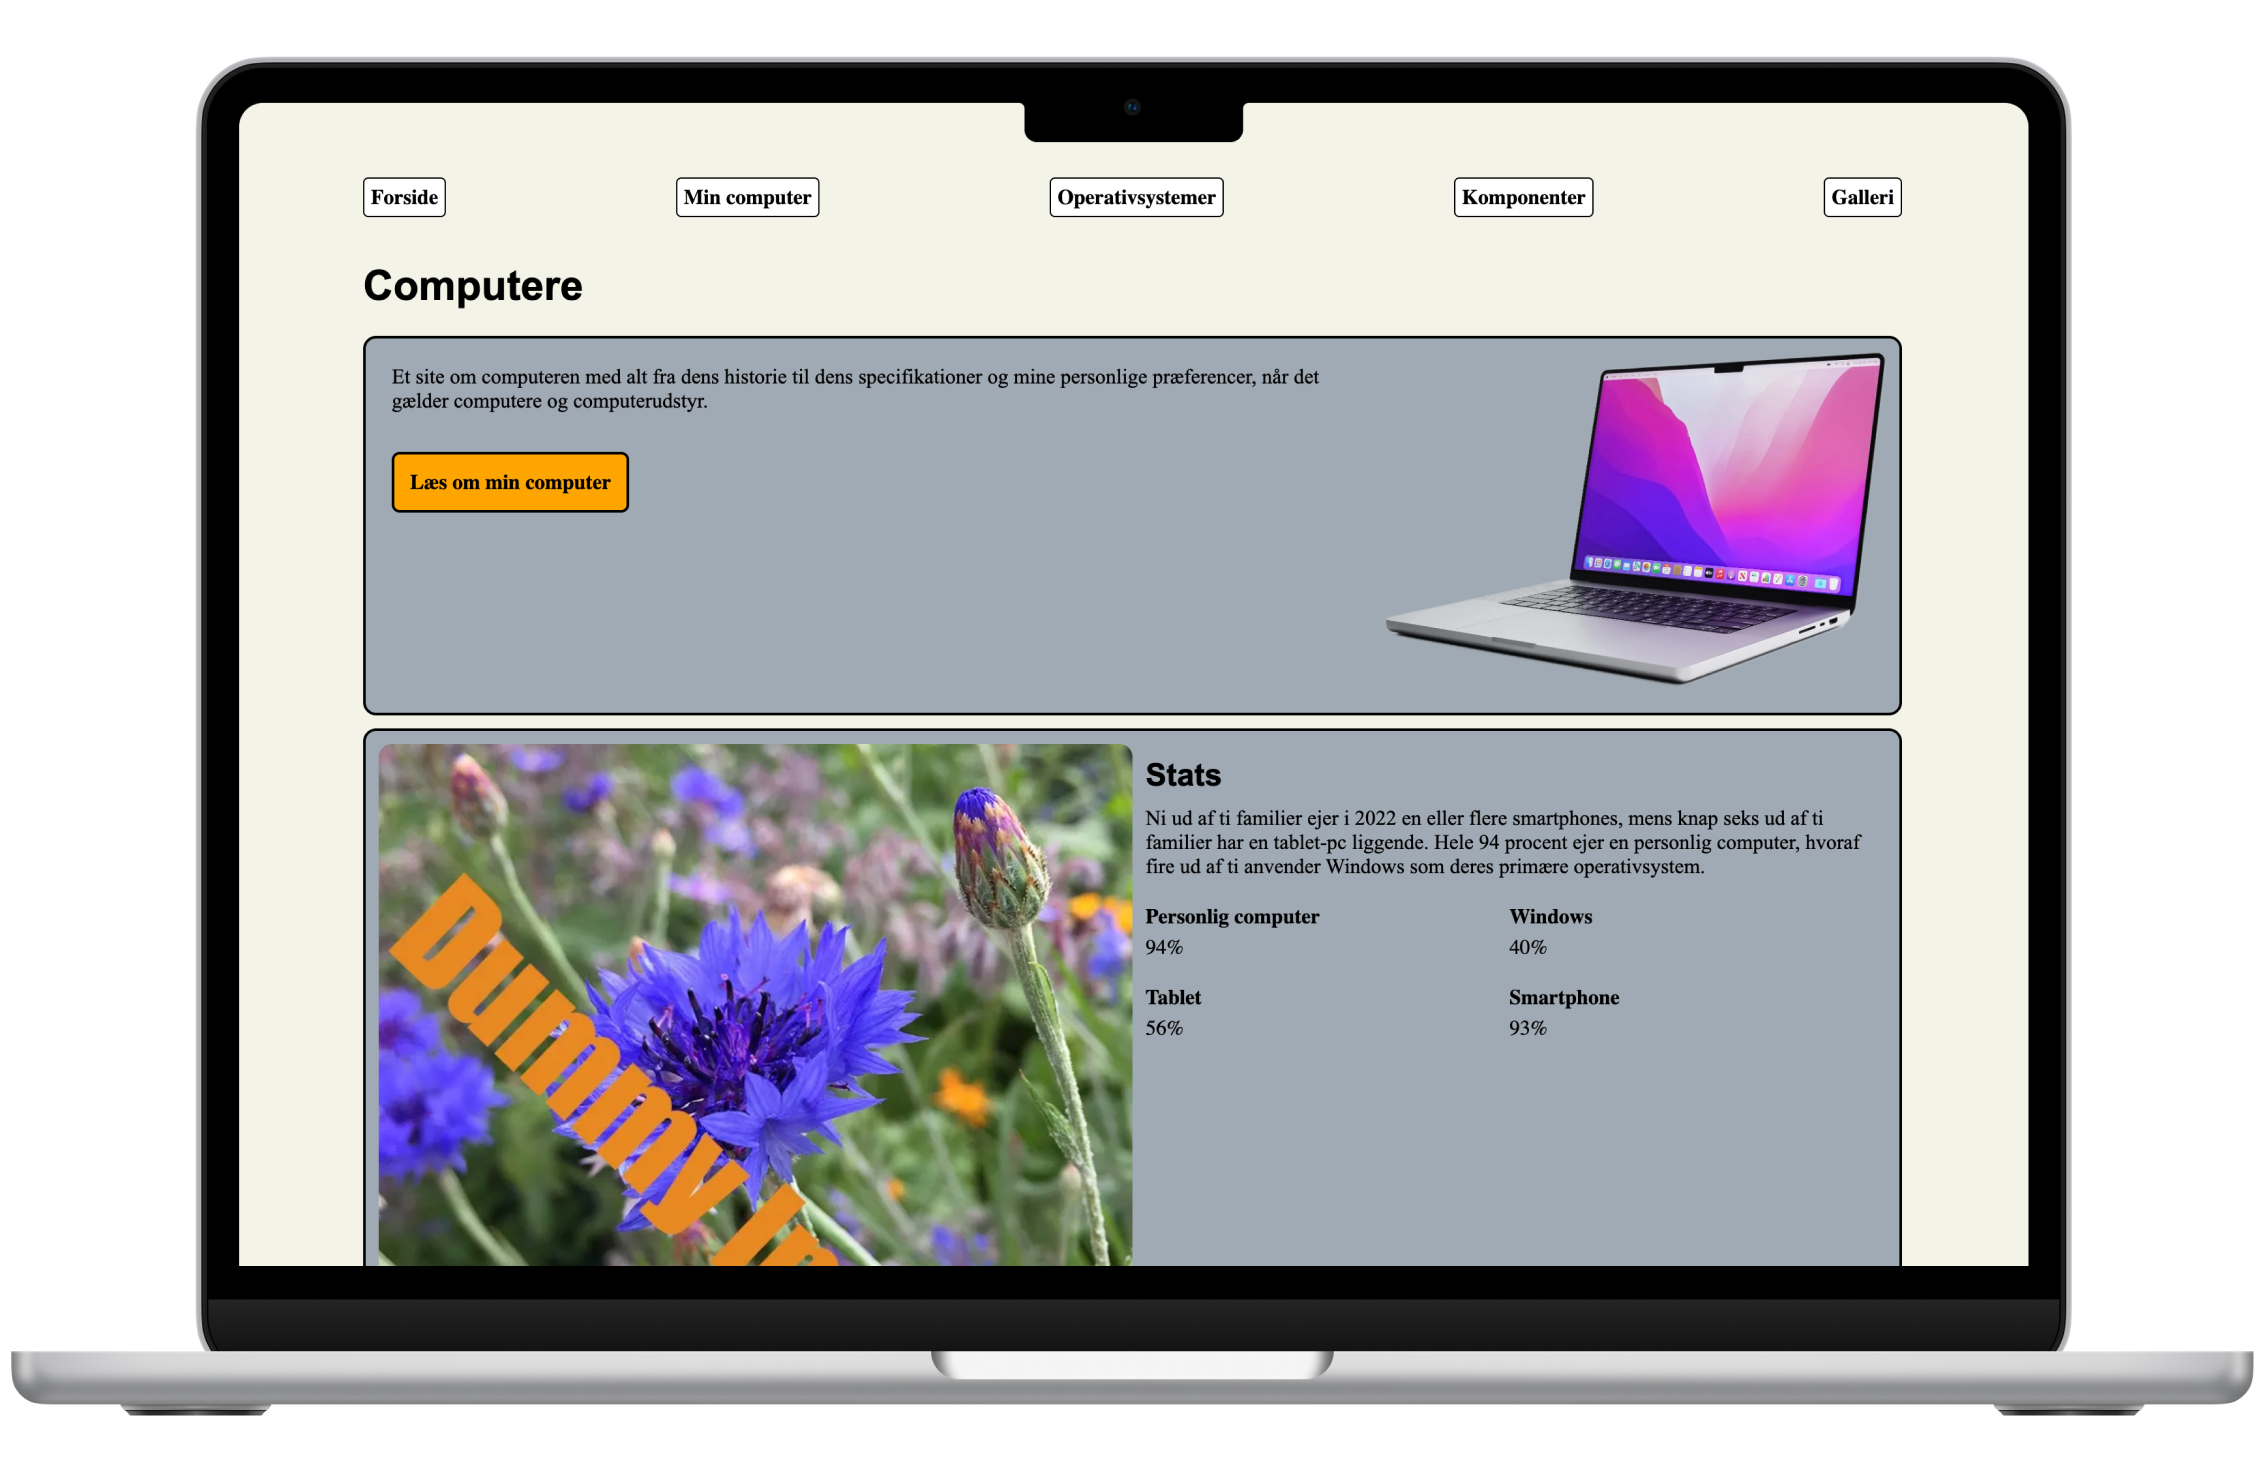 Forside
Min computer
Operativsystemer
Komponenter
Galleri
Computere
Et site om computeren med alt fra dens historie til dens specifikationer og mine personlige præferencer, når det
gælder computere og computerudstyr.
Læs om min computer
Stats
Ni ud af ti familier ejer i 2022 en eller flere smartphones, mens knap seks ud af ti
familier har en tablet-pc liggende. Hele 94 procent ejer en personlig computer, hvoraf
fire ud af ti anvender Windows som deres primære operativsystem.
Personlig computer
94%
Windows
40%
Tablet
56%
Smartphone
93%
Dummy